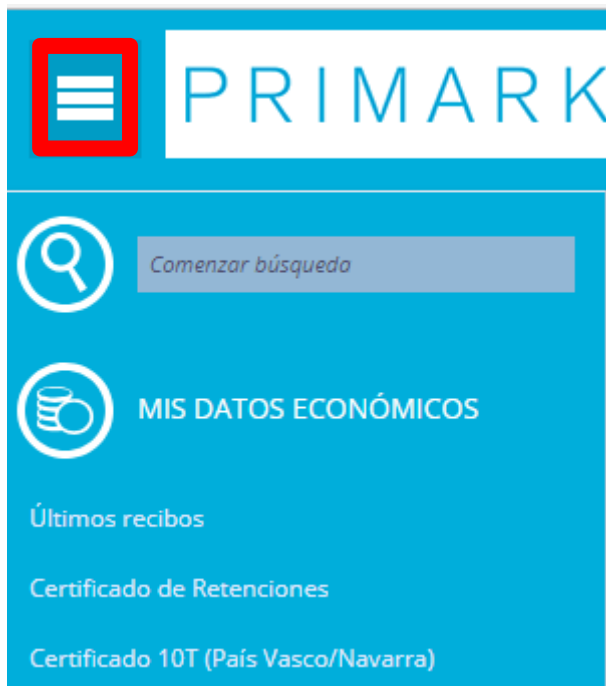 PRIMARK
Comenzar búsqueda
MIS DATOS ECONÓMICOS
Últimos recibos
Certificado de Retenciones
Certificado 10T (País Vasco/Navarra)